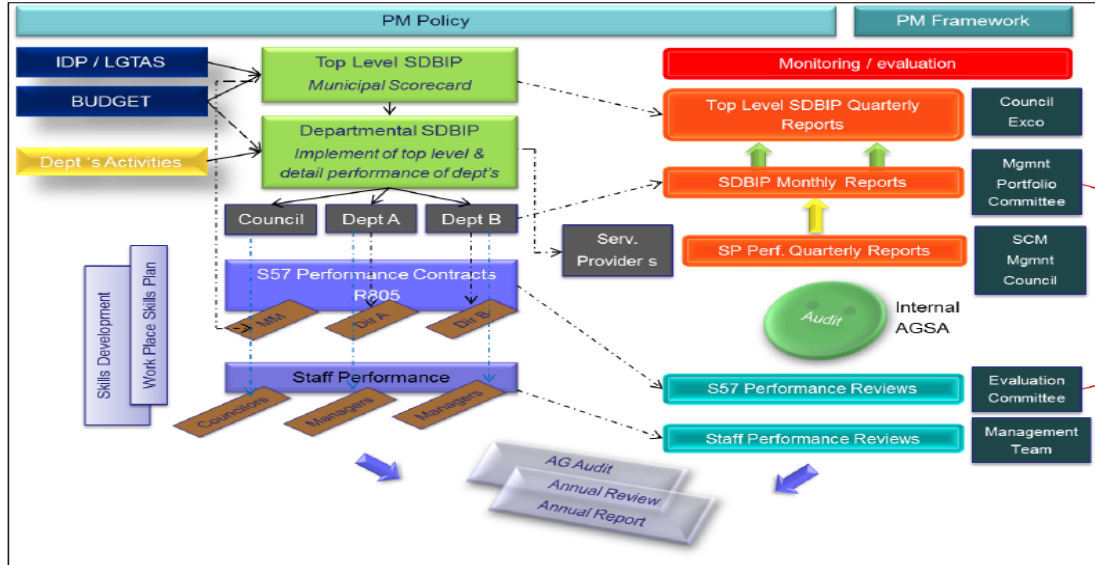 PM Policy
PM Framework
IDP / LGTAS
BUDGET
Dept 's Activities
Top Level SDBIP
Municipal Scorecard
Departmental SDBIP
Implement of top level &
detail performance of dept's
Council
Dept A
Dept B
S57 Performance Contracts
R805
MM
Dir A
Dir B
Staff Performance
Councilors
Managers
Managers
Skills Development
Work Place Skills Plan
Serv.
Provider s
Monitoring / evaluation
Top Level SDBIP Quarterly
Reports
SDBIP Monthly Reports
SP Perf. Quarterly Reports
Council
Exco
Mgmnt
Portfolio
Committee
SCM
Mgmnt
Council
Audit
Internal
AGSA
S57 Performance Reviews
Staff Performance Reviews
Evaluation
Committee
Management
Team
AG Audit
Annual Review
Annual Report